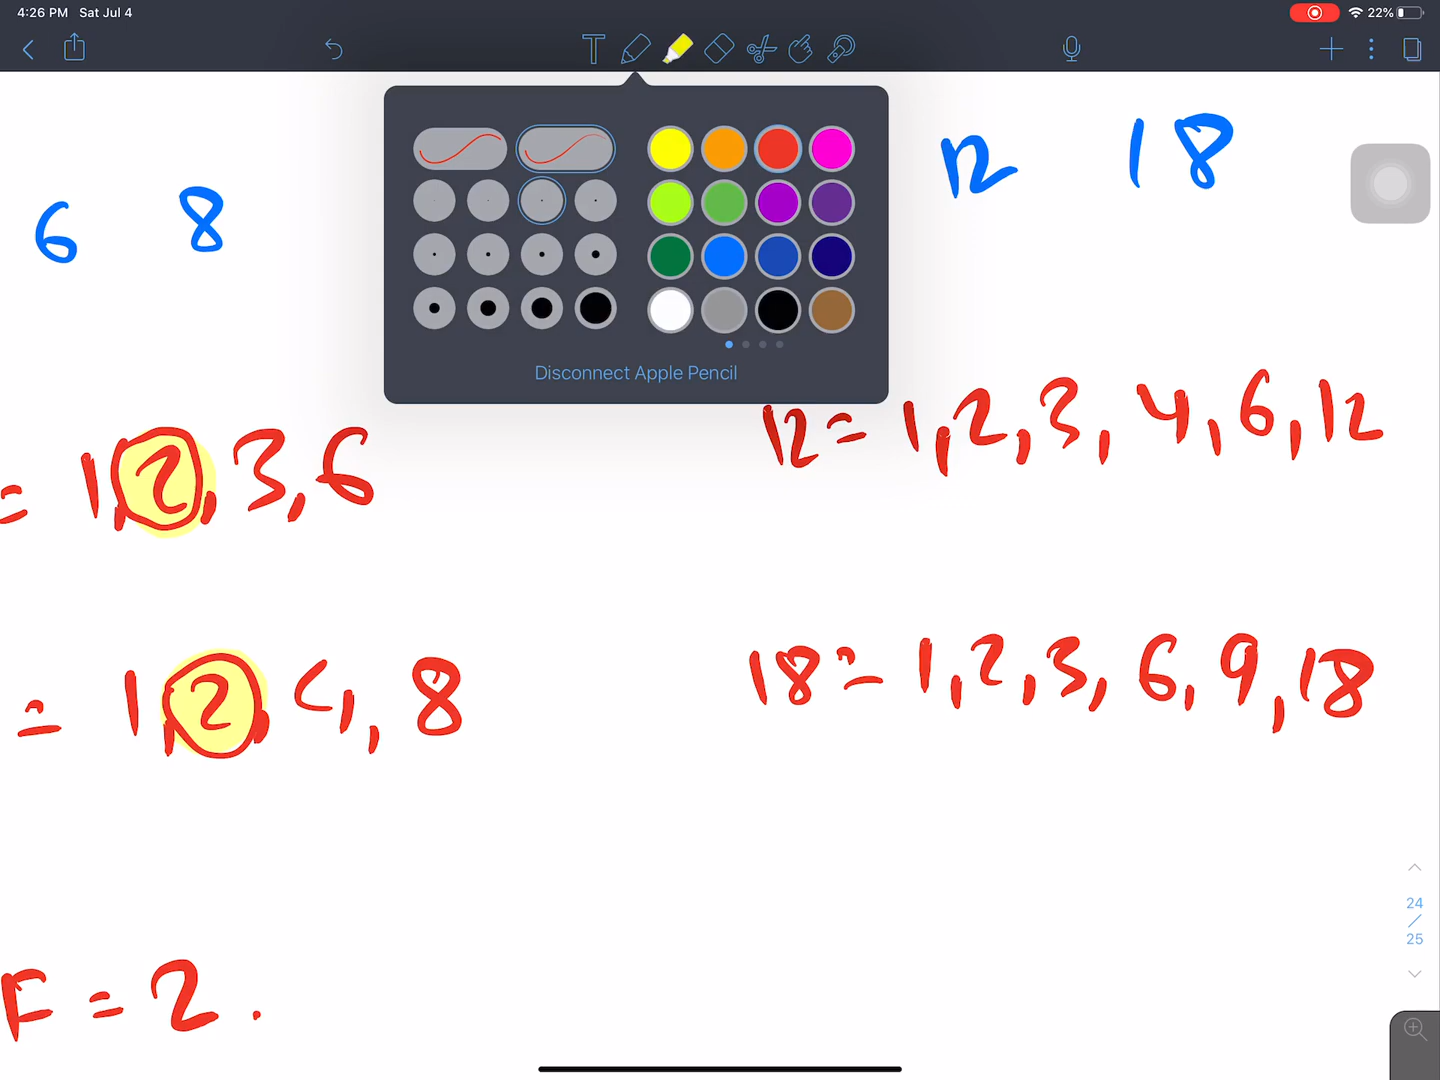 4:26 PM Sat Jul 4
22%
T
12 18
6 8
Disconnect Apple Pencil
12 = 1, 2, 3, 4, 6, 12
= 1, 2, 3, 6
18 = 1, 2, 3, 6, 9, 18
= 1, 2, 4, 8
24
/
25
F = 2.